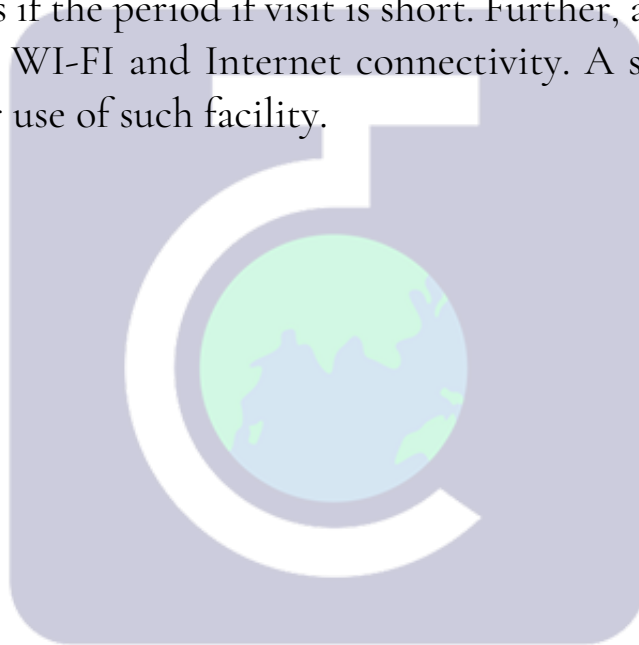 if the period if visit is short. Further,
WI-FI and Internet connectivity. A
use of such facility.